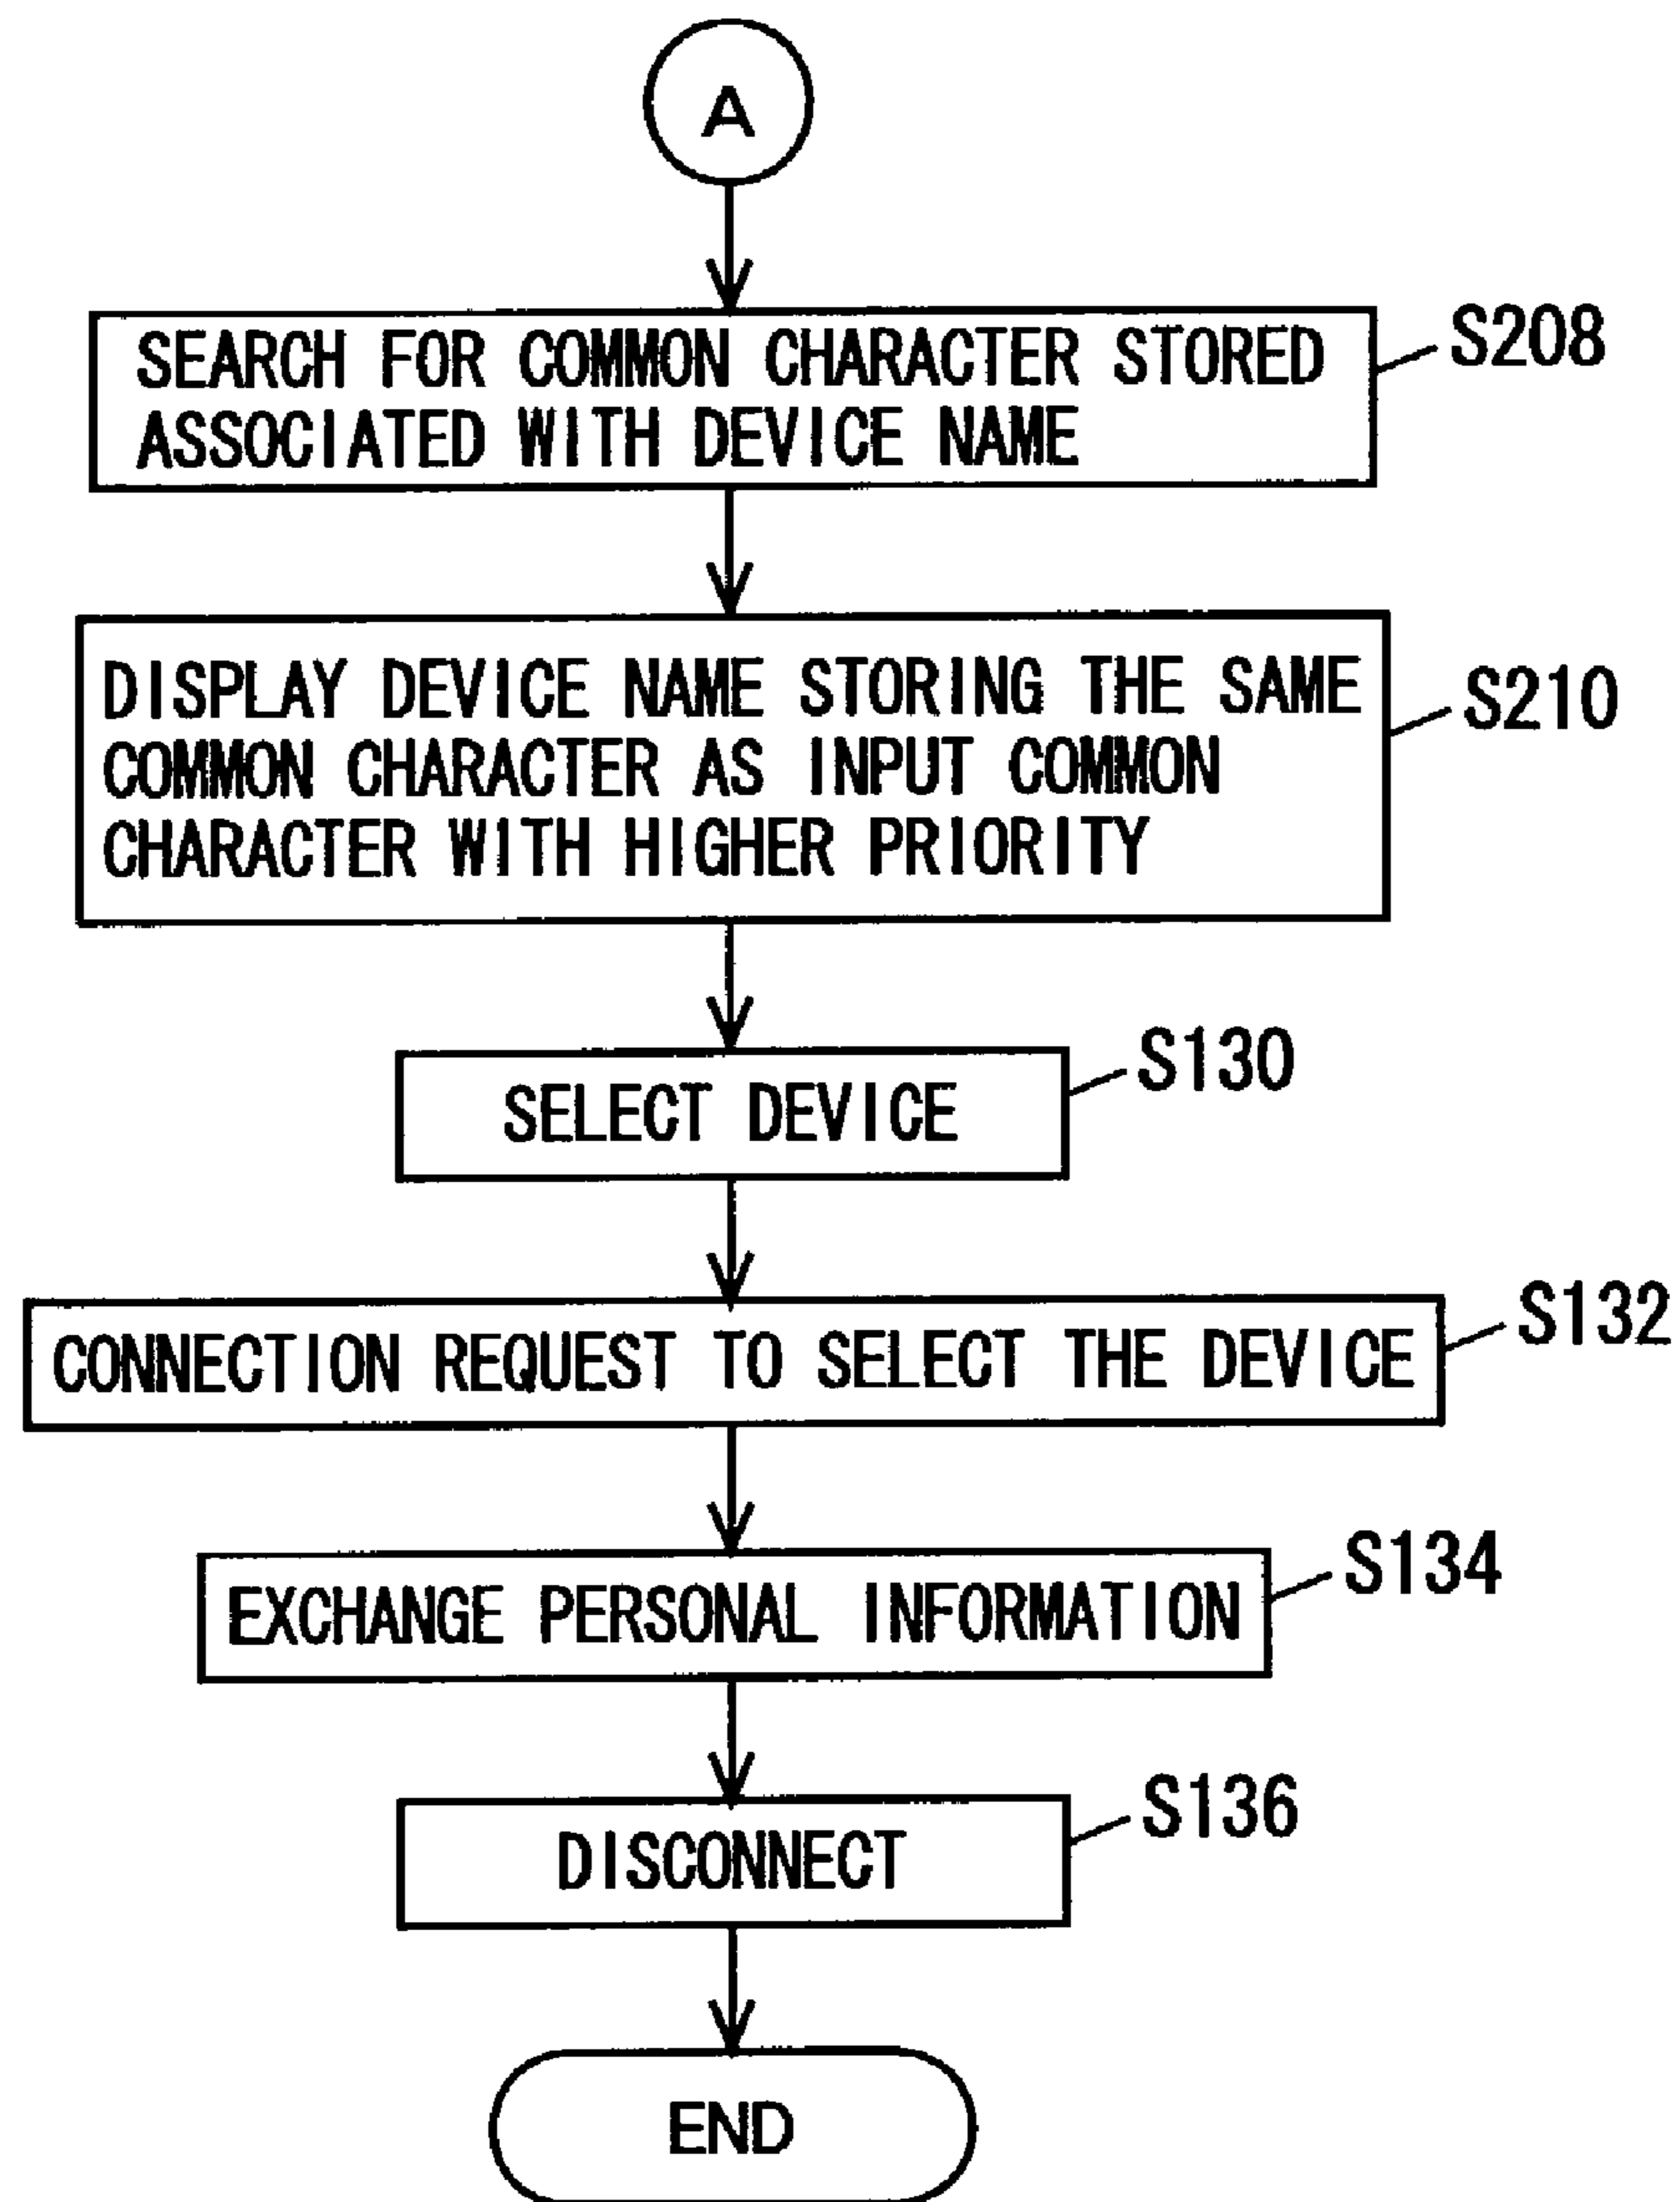 A
SEARCH FOR COMMON CHARACTER STORED
ASSOCIATED WITH DEVICE NAME
S208
DISPLAY DEVICE NAME STORING THE SAME
COMMON CHARACTER AS INPUT COMMON
CHARACTER WITH HIGHER PRIORITY
S210
SELECT DEVICE
S130
CONNECTION REQUEST TO SELECT THE DEVICE
S132
EXCHANGE PERSONAL INFORMATION
S134
DISCONNECT
S136
END